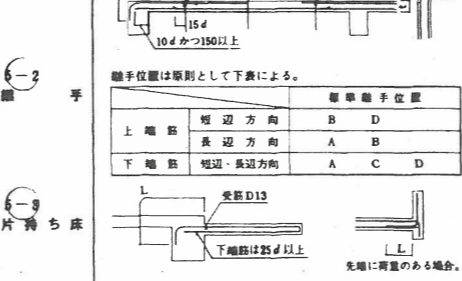 15d
10dかつ150以上
5-2
継手
継手位置は原則として下表による。
標準継手位置
上端筋 短辺方向 B D
長辺方向 A B
下端筋 短辺・長辺方向 A C D
5-3
片持ち床
L
受筋D13
下端筋は25d以上
L
先端に荷重のある場合。